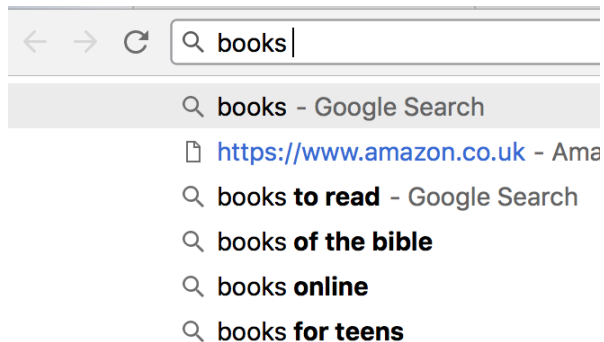 books
books - Google Search
https://www.amazon.co.uk - Ama
books to read - Google Search
books of the bible
books online
books for teens